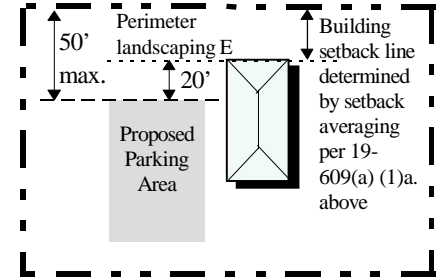 50’
max.
Perimeter
landscaping E
20’
Proposed
Parking
Area
Building
setback line
determined
by setback
averaging
per 19-
609(a) (1)a.
above